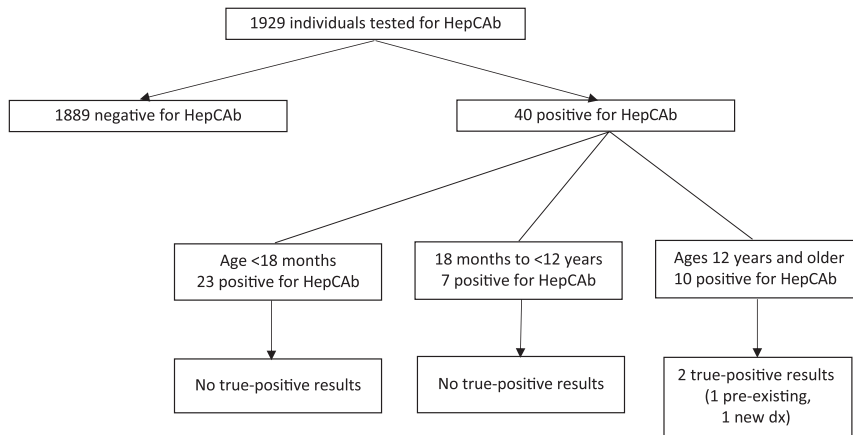 1929 individuals tested for HepCAb
1889 negative for HepCAb
40 positive for HepCAb
Age <18 months
23 positive for HepCAb
18 months to <12 years
7 positive for HepCAb
Ages 12 years and older
10 positive for HepCAb
No true-positive results
No true-positive results
2 true-positive results
(1 pre-existing,
1 new dx)